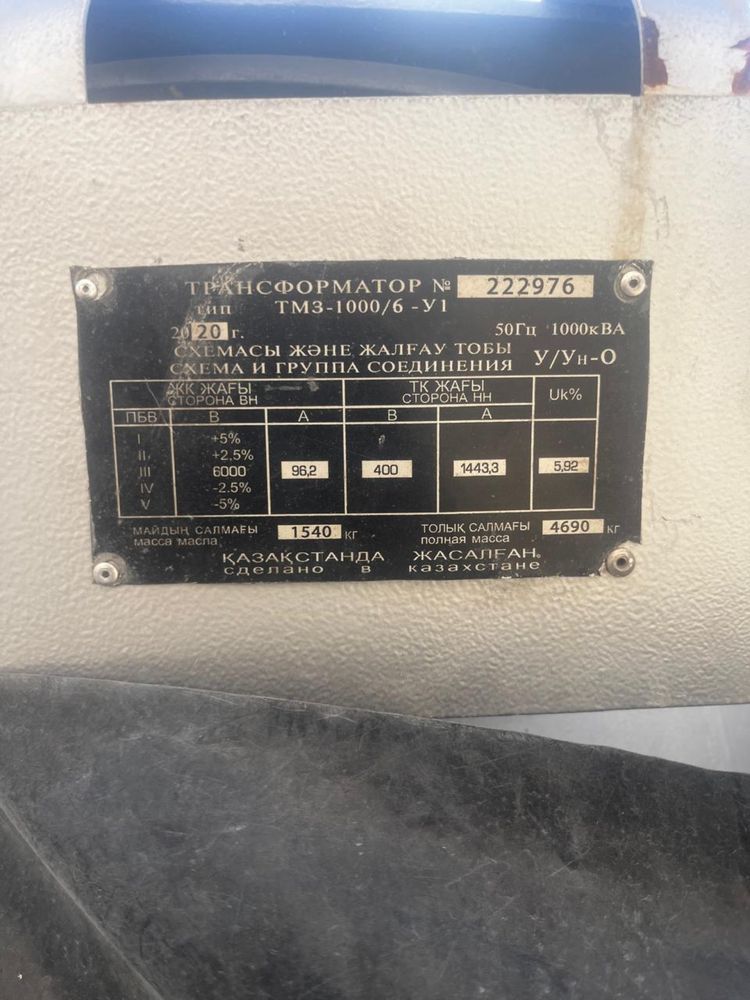 ТРАНСФОРМАТОР № 222976
тип ТМЗ-1000/6 -У1
2020 г. 50Гц 1000кВА
СХЕМАСЫ ЖӘНЕ ЖАЛҒАУ ТОБЫ
СХЕМА И ГРУППА СОЕДИНЕНИЯ У/Ун-О
ЖК ЖАҒЫ ТК ЖАҒЫ Uk%
СТОРОНА ВН СТОРОНА НН
ПБВ В А В А
I +5%
II +2,5%
III 6000 96,2 400 1443,3 5,92
IV -2.5%
V -5%
МАЙДЫҢ САЛМАҒЫ 1540 кг ТОЛЫҚ САЛМАҒЫ 4690 кг
масса масла полная масса
ҚАЗАҚСТАНДА ЖАСАЛҒАН
сделано в казахстане